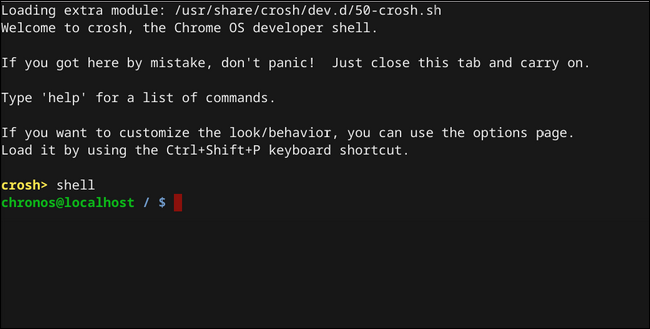 Loading extra module: /usr/share/crosh/dev.d/50-crosh.sh
Welcome to crosh, the Chrome OS developer shell.
If you got here by mistake, don't panic!  Just close this tab and carry on.
Type 'help' for a list of commands.
If you want to customize the look/behavior, you can use the options page.
Load it by using the Ctrl+Shift+P keyboard shortcut.
crosh> shell
chronos@localhost / $